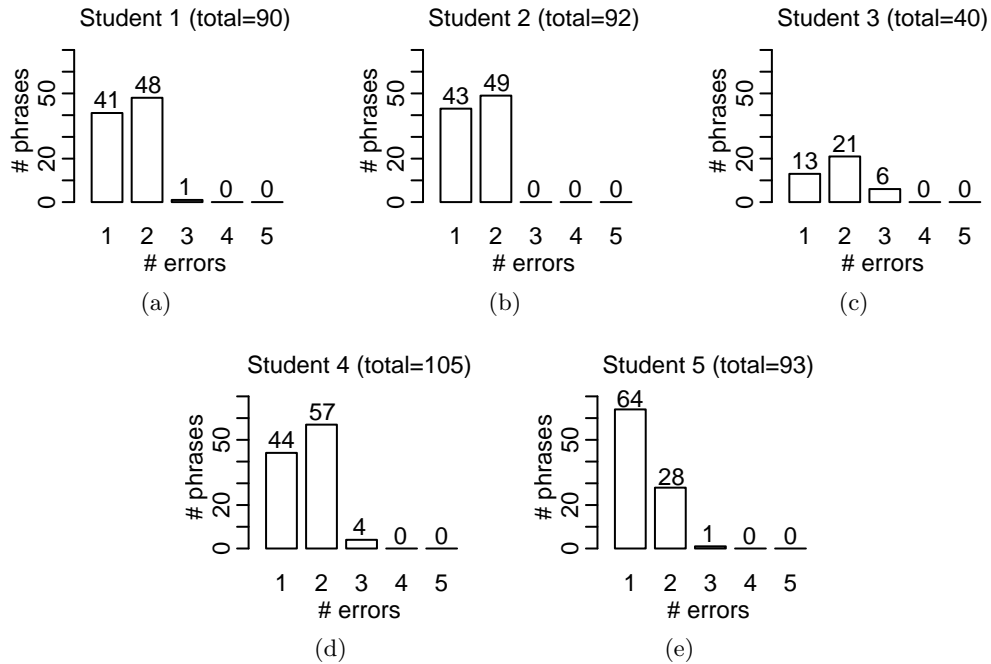 Student 1 (total=90)
# phrases
0 20 50
41 48 1 0 0
1 2 3 4 5
# errors
(a)
Student 2 (total=92)
# phrases
0 20 50
43 49 0 0 0
1 2 3 4 5
# errors
(b)
Student 3 (total=40)
# phrases
0 20 50
13 21 6 0 0
1 2 3 4 5
# errors
(c)
Student 4 (total=105)
# phrases
0 20 50
44 57 4 0 0
1 2 3 4 5
# errors
(d)
Student 5 (total=93)
# phrases
0 20 50
64 28 1 0 0
1 2 3 4 5
# errors
(e)